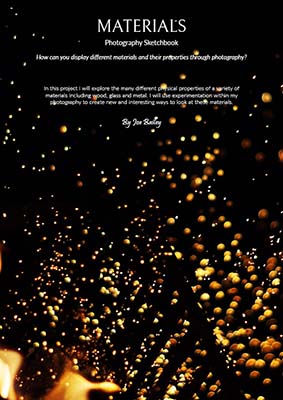 MATERIALS
Photography Sketchbook
How can you display different materials and their properties through photography?
In this project I will explore the many different physical properties of a variety of
materials including wood, glass and metal. I will use experimentation within my
photography to create new and interesting ways to look at these materials.
By Joe Bailey